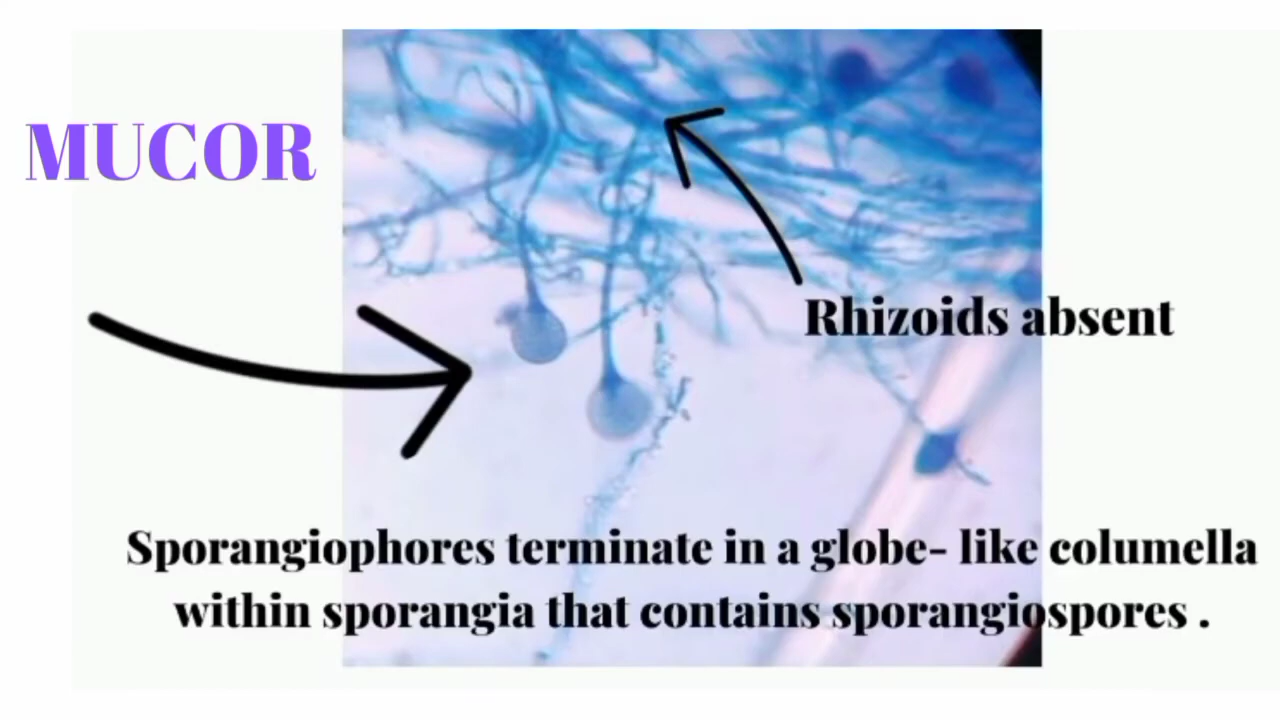 MUCOR
Rhizoids absent
Sporangiophores terminate in a globe- like columella
within sporangia that contains sporangiospores .